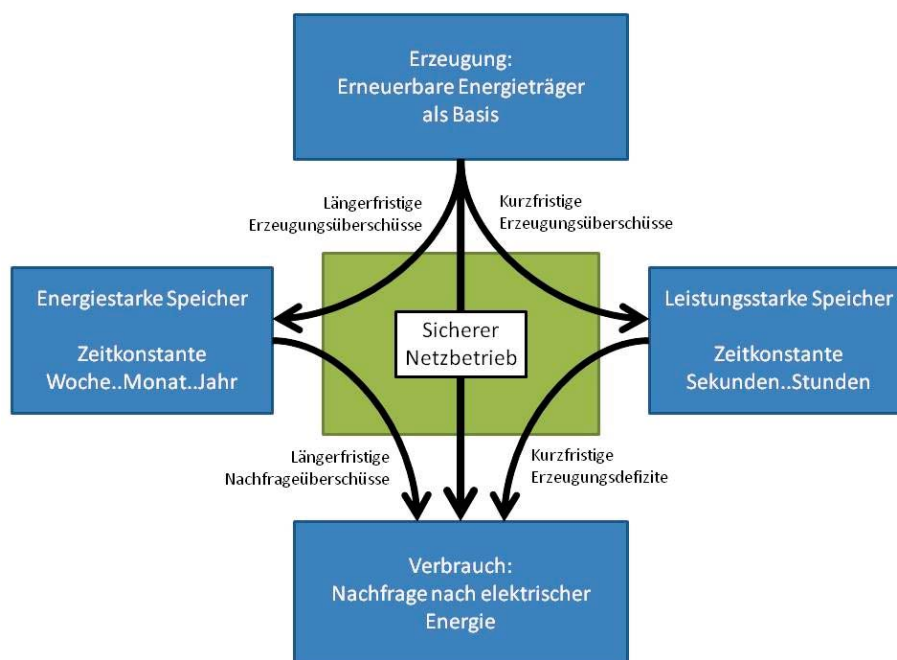 Erzeugung:
Erneuerbare Energieträger
als Basis
Längerfristige
Erzeugungsüberschüsse
Kurzfristige
Erzeugungsüberschüsse
Energiestarke Speicher
Zeitkonstante
Woche..Monat..Jahr
Sicherer
Netzbetrieb
Leistungsstarke Speicher
Zeitkonstante
Sekunden..Stunden
Längerfristige
Nachfrageüberschüsse
Kurzfristige
Erzeugungsdefizite
Verbrauch:
Nachfrage nach elektrischer
Energie